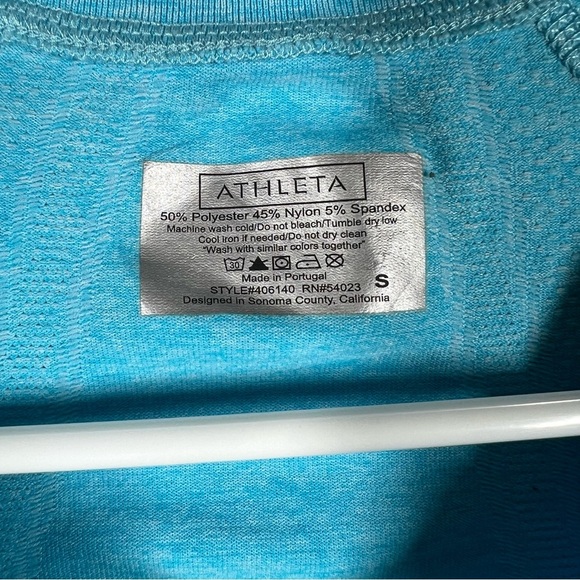 ATHLETA
50% Polyester 45% Nylon 5% Spandex
Machine wash cold/Do not bleach/Tumble dry low
Cool iron if needed/Do not dry clean
"Wash with similar colors together"
30
Made in Portugal
STYLE#406140 RN#54023 S
Designed in Sonoma County, California